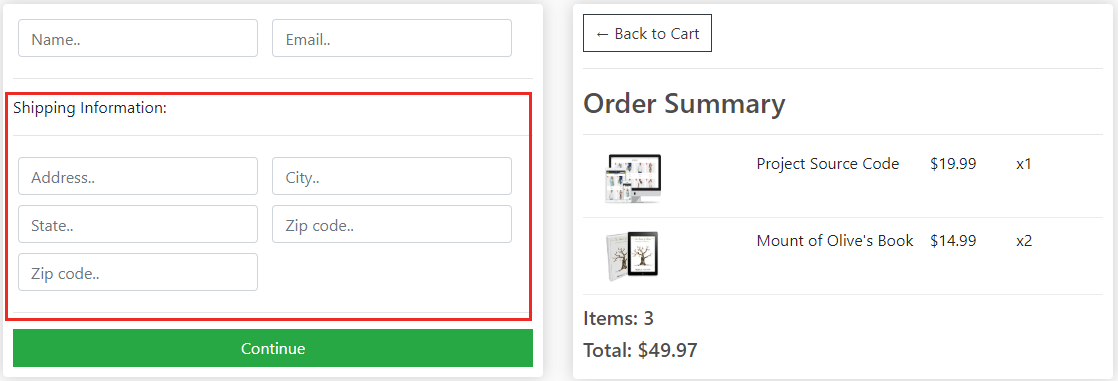 Name..
Email..
Shipping Information:
Address..
City..
State..
Zip code..
Zip code..
Continue
← Back to Cart
Order Summary
Project Source Code $19.99 x1
Mount of Olive's Book $14.99 x2
Items: 3
Total: $49.97